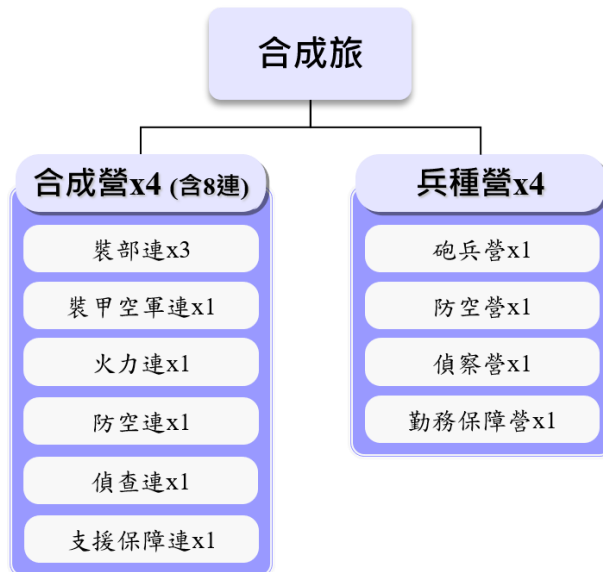 合成旅
合成營x4 (含8連)
裝部連x3
裝甲空軍連x1
火力連x1
防空連x1
偵查連x1
支援保障連x1
兵種營x4
砲兵營x1
防空營x1
偵察營x1
勤務保障營x1